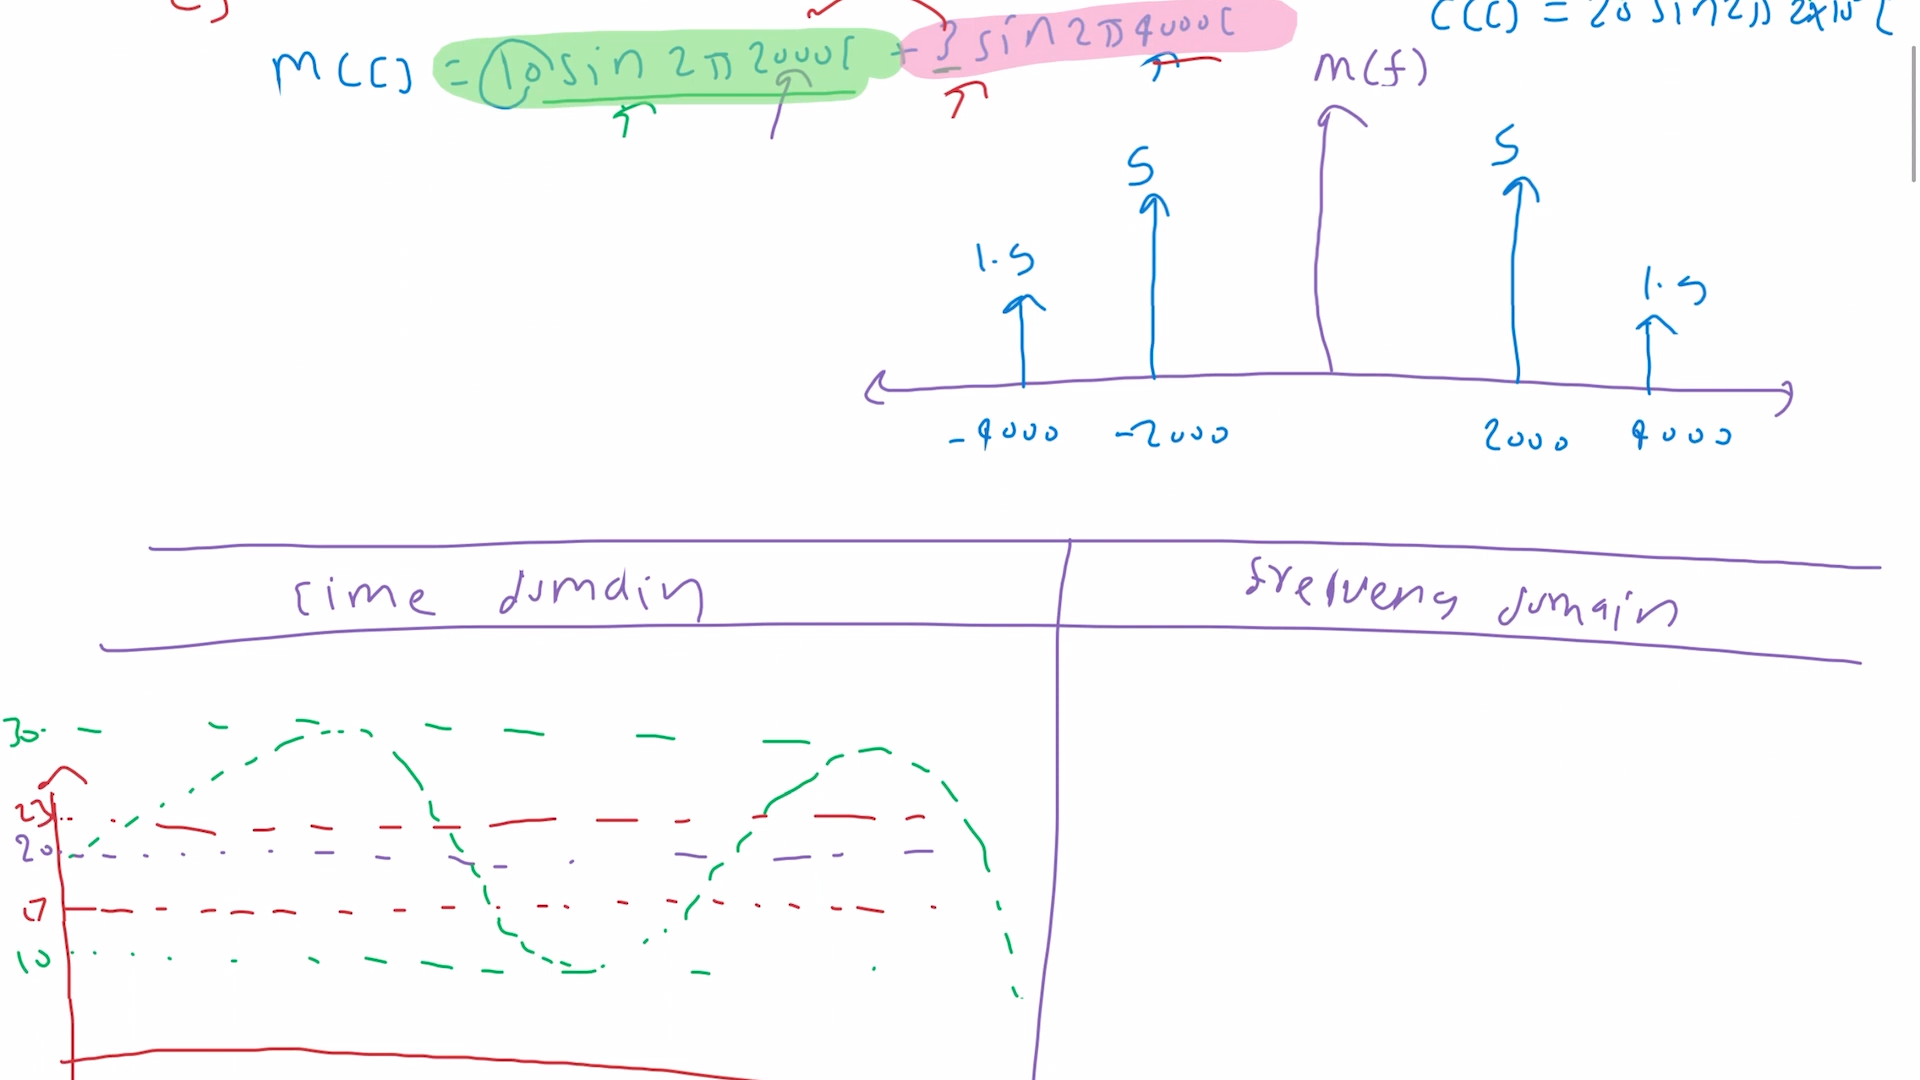 m(t) = 10 sin 2π 2000t + 3 sin 2π 4000t
c(t) = 20 sin 2π 2×10 t
M(f)
5 5
1.5 1.5
-4000 -2000 2000 4000
time domain frequency domain
30
23
20
17
10